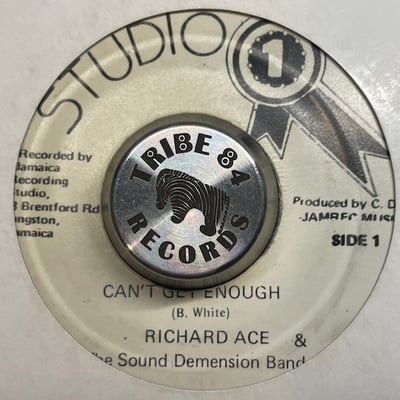 STUDIO 1
Recorded by
Jamaica
Recording
Studio,
Brentford Rd
Kingston,
Jamaica
Produced by C. D
JAMREC MUSI
SIDE 1
TRIBE 84
RECORDS
CAN'T GET ENOUGH
(B. White)
RICHARD ACE &
The Sound Demension Band